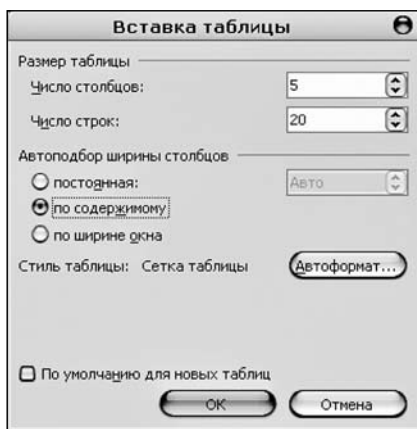 Вставка таблицы
Размер таблицы
Число столбцов: 5
Число строк: 20
Автоподбор ширины столбцов
постоянная: Авто
по содержимому
по ширине окна
Стиль таблицы: Сетка таблицы Автоформат...
По умолчанию для новых таблиц
ОК Отмена